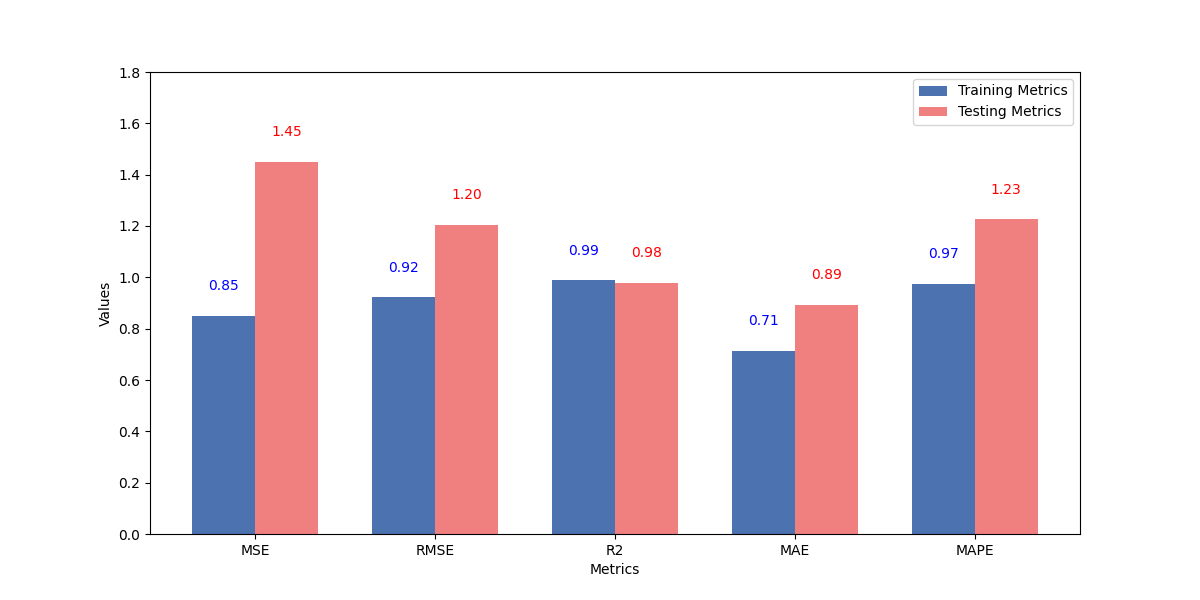 Training Metrics
Testing Metrics
1.8
1.6
1.4
1.2
1.0
0.8
0.6
0.4
0.2
0.0
Values
0.85
1.45
0.92
1.20
0.99
0.98
0.71
0.89
0.97
1.23
MSE
RMSE
R2
MAE
MAPE
Metrics